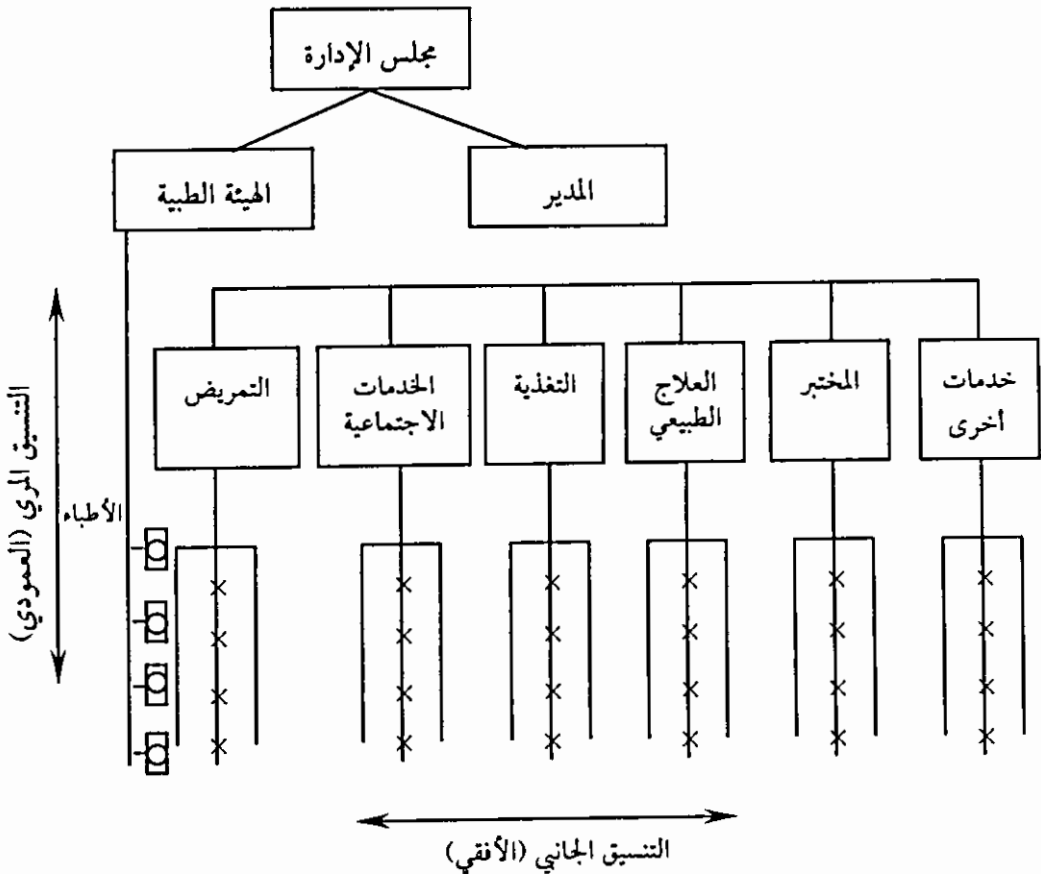 مجلس الإدارة
المدير
الهيئة الطبية
خدمات
أخرى
المختبر
العلاج
الطبيعي
التغذية
الخدمات
الاجتماعية
التمريض
الأطباء
التنسيق المري (العمودي)
التنسيق الجانبي (الأفقي)